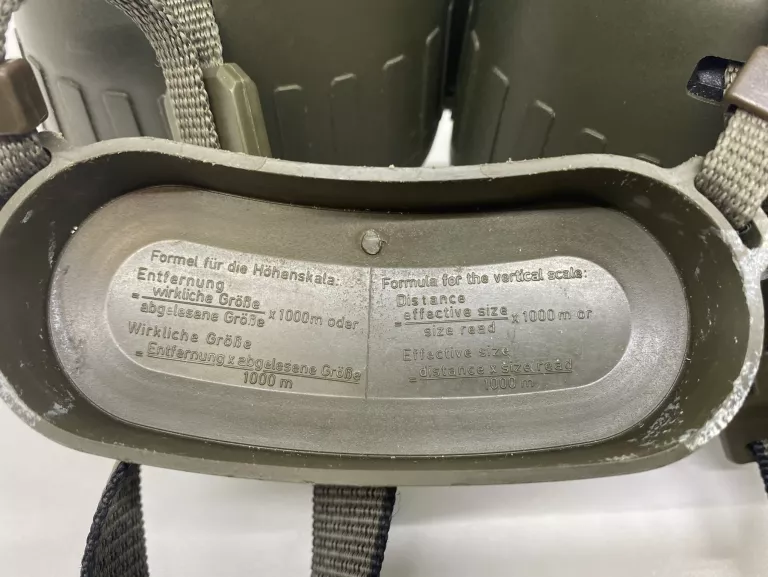 Formel für die Höhenskala:
Entfernung
= wirkliche Größe
abgelesene Größe x 1000m oder
Wirkliche Größe
= Entfernung x abgelesene Größe
1000 m
Formula for the vertical scale:
Distance
= effective size
size read x 1000 m or
Effective size
= distance x size read
1000 m